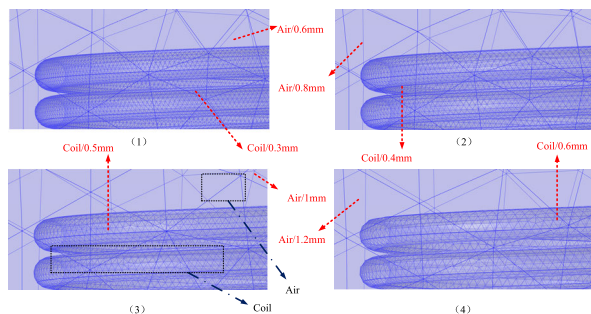 Air/0.6mm
Air/0.8mm
（1）
（2）
Coil/0.5mm
Coil/0.3mm
Coil/0.4mm
Coil/0.6mm
Air/1mm
Air/1.2mm
Air
（3）
Coil
（4）